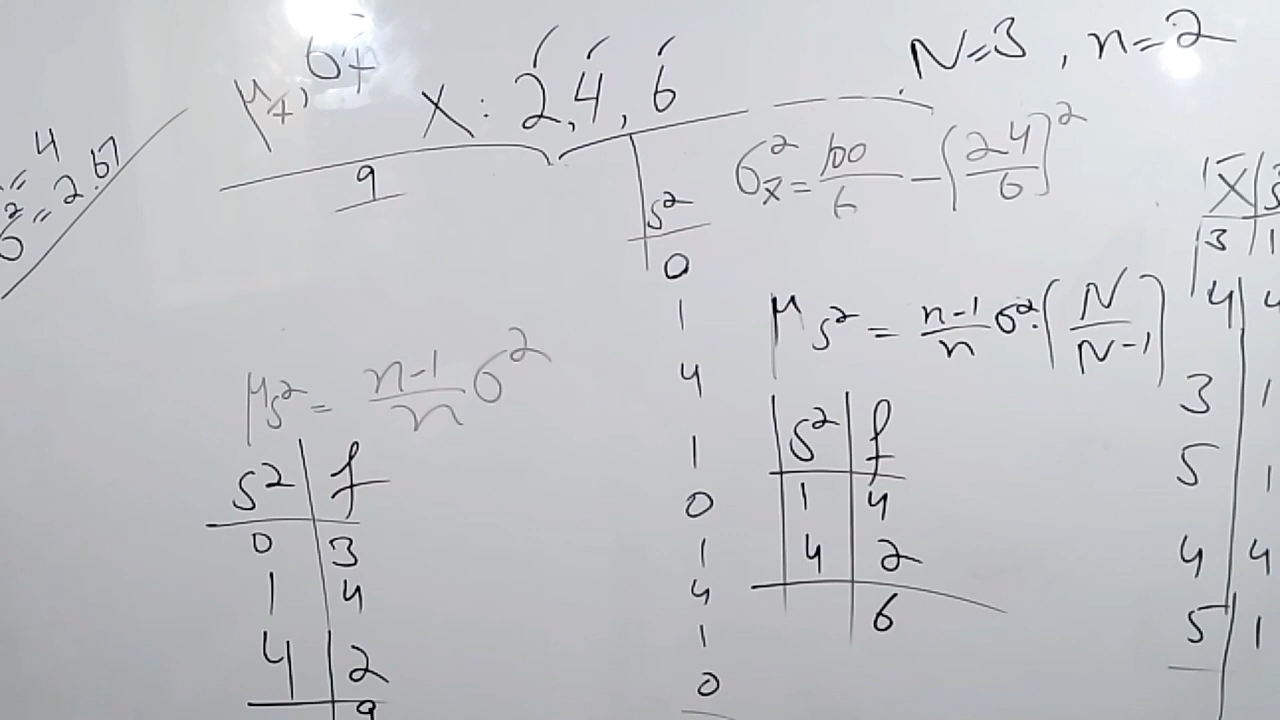 N=3 , n=2
μx̄, σx̄
X : 2, 4, 6
= 4
σ² = 2.67
9
σ²x̄ = 100/6 − (24/6)²
S²
0
1
4
1
0
1
4
1
0
μs² = n-1/n σ²
S² | f
0 | 3
1 | 4
4 | 2
9
μs² = n-1/n σ² · (N/N-1)
S² | f
1 | 4
4 | 2
6
X̄ | S
3 | 1
4 | 4
3 | 1
5 | 1
4 | 4
5 | 1